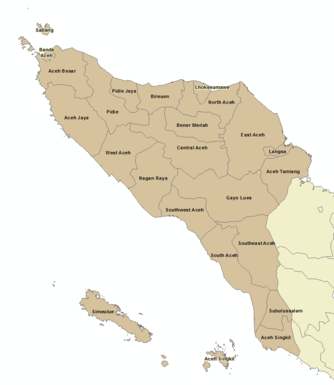 Sabang
Banda
Aceh
Aceh Besar
Pidie Jaya
Bireuen
Lhokseumawe
North Aceh
Aceh Jaya
Pidie
Bener Meriah
East Aceh
West Aceh
Central Aceh
Langsa
Aceh Tamiang
Nagan Raya
Gayo Lues
Southwest Aceh
Southeast Aceh
South Aceh
Simeulue
Subulussalam
Aceh Singkil
Aceh Singkil